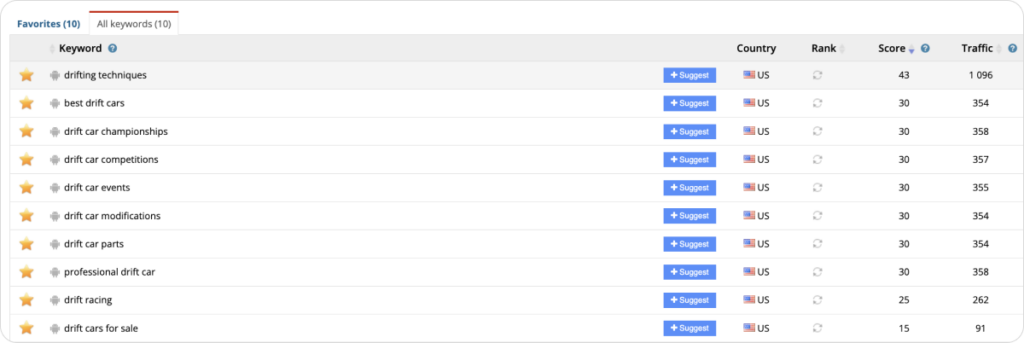 Favorites (10) All keywords (10)
Keyword ? Country Rank Score ? Traffic ?
drifting techniques + Suggest US 43 1 096
best drift cars + Suggest US 30 354
drift car championships + Suggest US 30 358
drift car competitions + Suggest US 30 357
drift car events + Suggest US 30 355
drift car modifications + Suggest US 30 354
drift car parts + Suggest US 30 354
professional drift car + Suggest US 30 358
drift racing + Suggest US 25 262
drift cars for sale + Suggest US 15 91